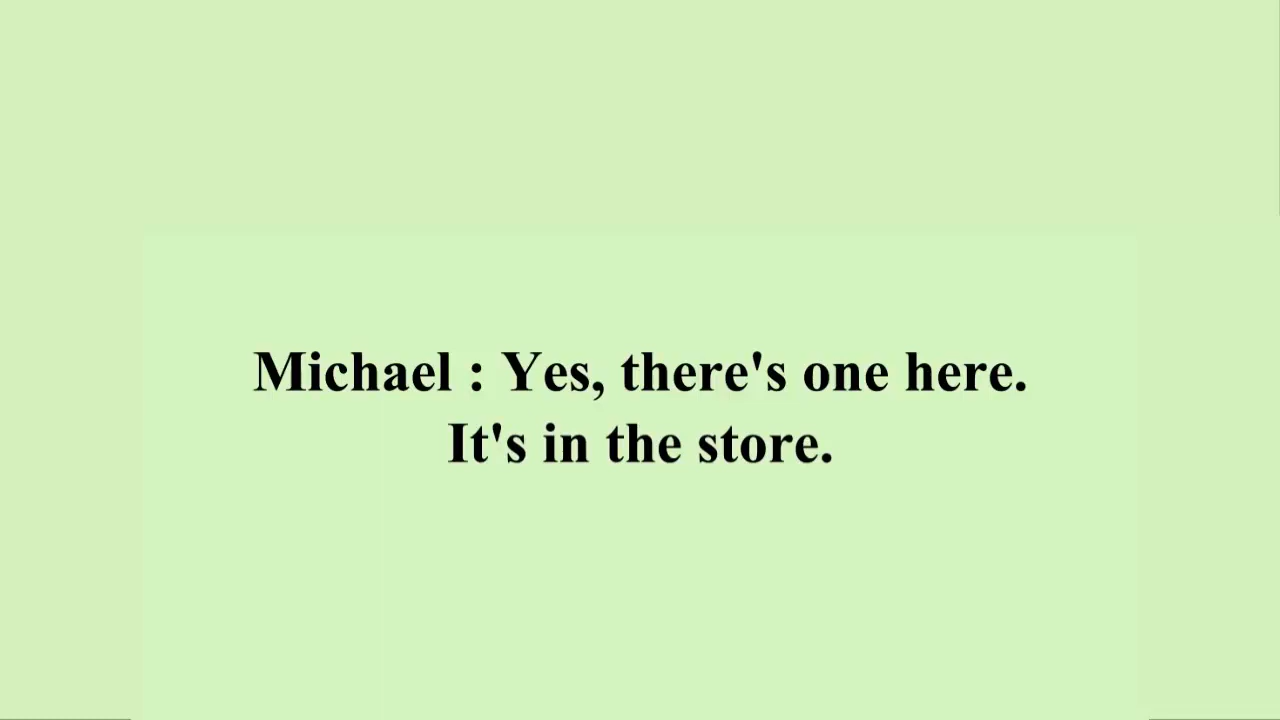 Michael : Yes, there's one here.
It's in the store.